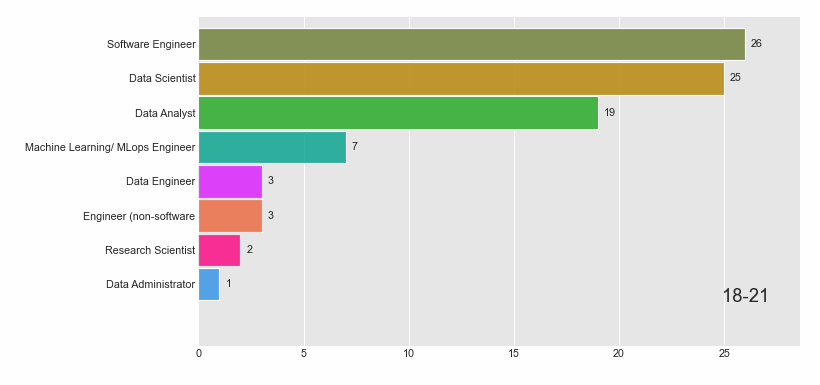 Software Engineer 26
Data Scientist 25
Data Analyst 19
Machine Learning/ MLops Engineer 7
Data Engineer 3
Engineer (non-software 3
Research Scientist 2
Data Administrator 1
18-21
0 5 10 15 20 25